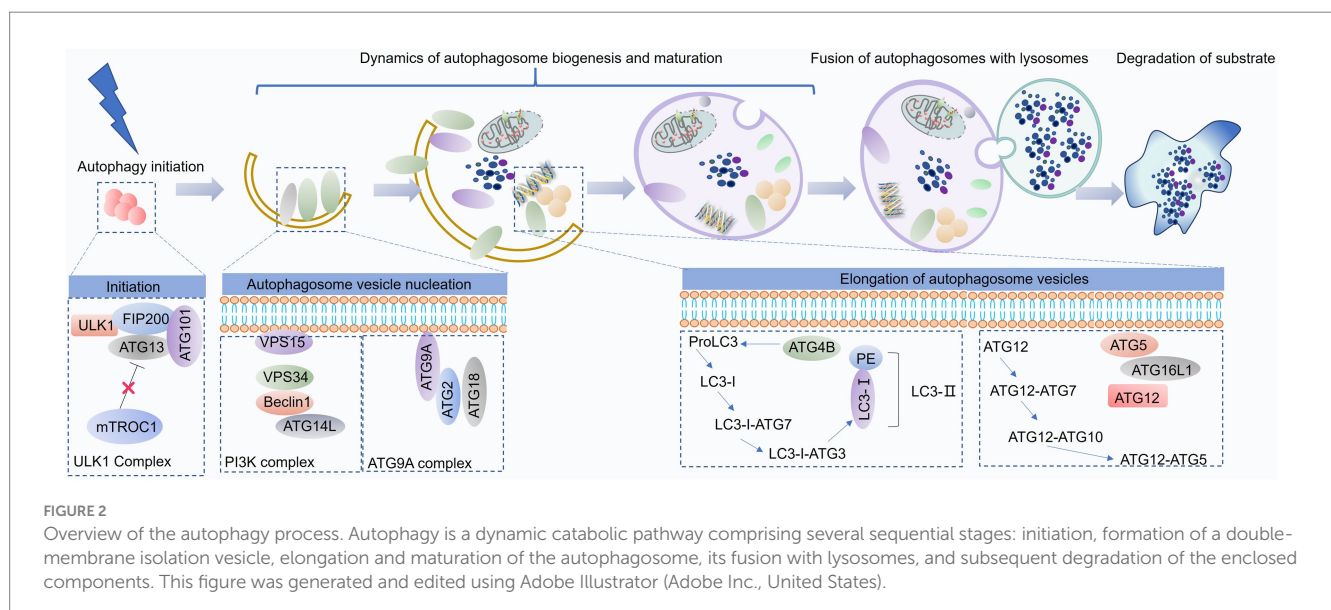 Dynamics of autophagosome biogenesis and maturation
Fusion of autophagosomes with lysosomes
Degradation of substrate
Autophagy initiation
Initiation
ULK1
FIP200
ATG101
ATG13
mTROC1
ULK1 Complex
Autophagosome vesicle nucleation
VPS15
VPS34
Beclin1
ATG14L
PI3K complex
ATG9A
ATG2
ATG18
ATG9A complex
Elongation of autophagosome vesicles
ProLC3
ATG4B
PE
LC3-I
LC3-I
LC3-II
LC3-I-ATG7
LC3-I-ATG3
ATG12
ATG12-ATG7
ATG12-ATG10
ATG12-ATG5
ATG5
ATG16L1
ATG12
FIGURE 2
Overview of the autophagy process. Autophagy is a dynamic catabolic pathway comprising several sequential stages: initiation, formation of a double-
membrane isolation vesicle, elongation and maturation of the autophagosome, its fusion with lysosomes, and subsequent degradation of the enclosed
components. This figure was generated and edited using Adobe Illustrator (Adobe Inc., United States).